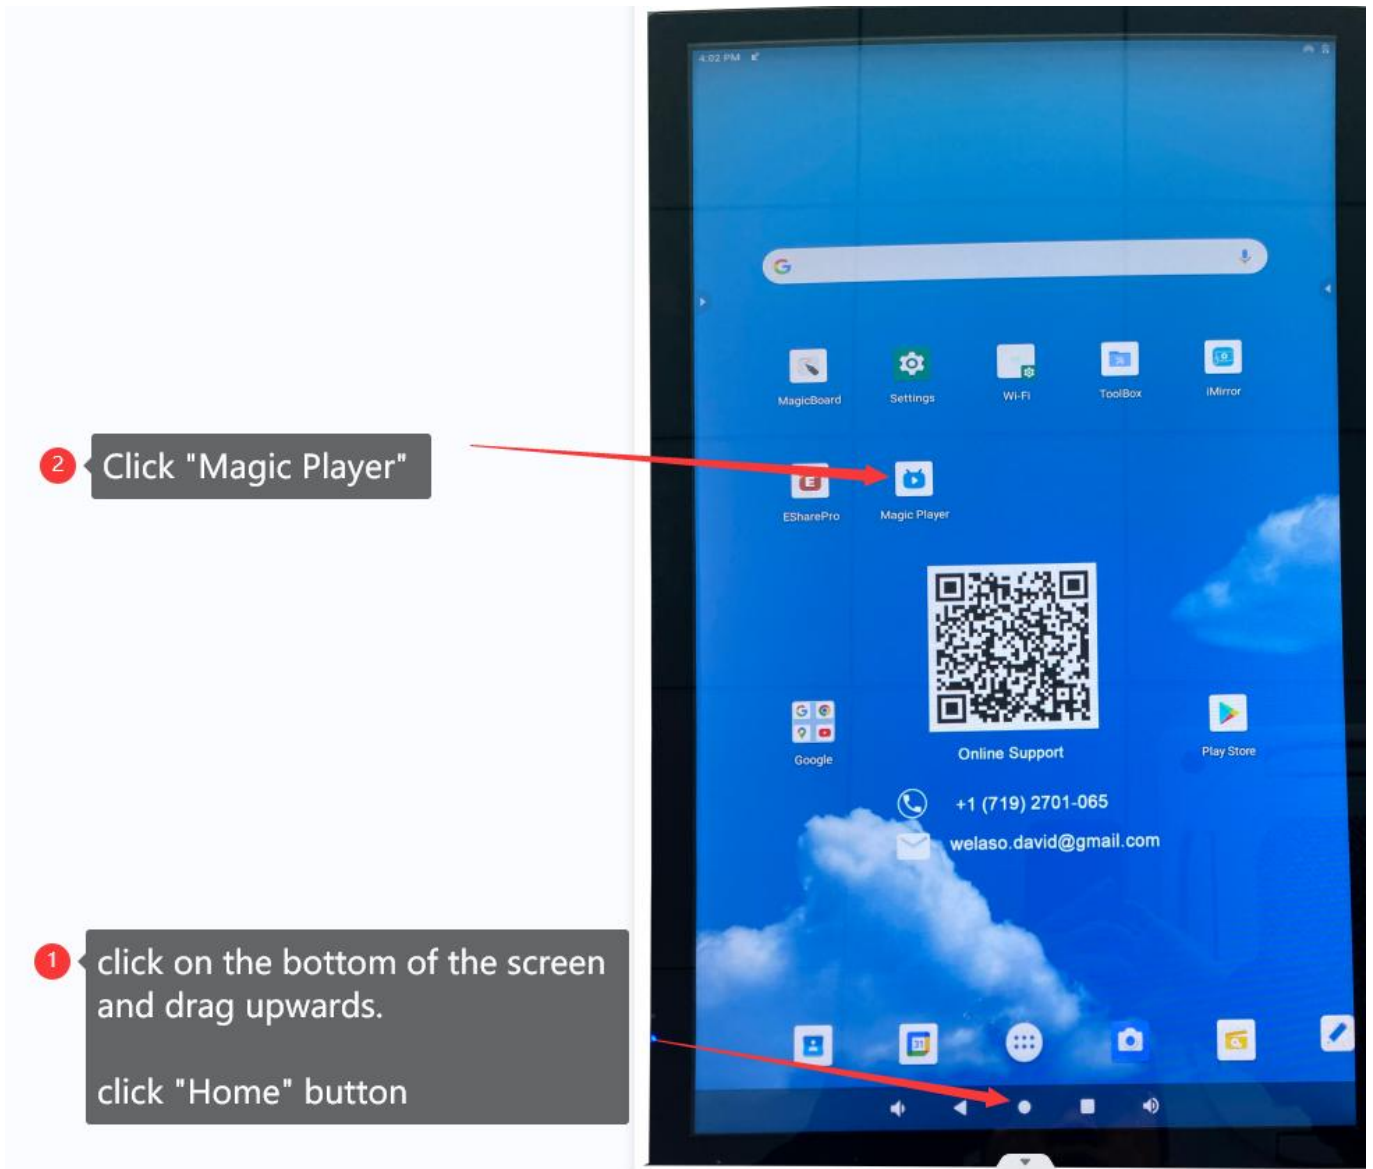 4:02 PM
MagicBoard
Settings
Wi-Fi
ToolBox
iMirror
2
Click "Magic Player"
E
ESharePro
Magic Player
Google
Online Support
Play Store
+1 (719) 2701-065
welaso.david@gmail.com
1
click on the bottom of the screen
and drag upwards.
click "Home" button
31